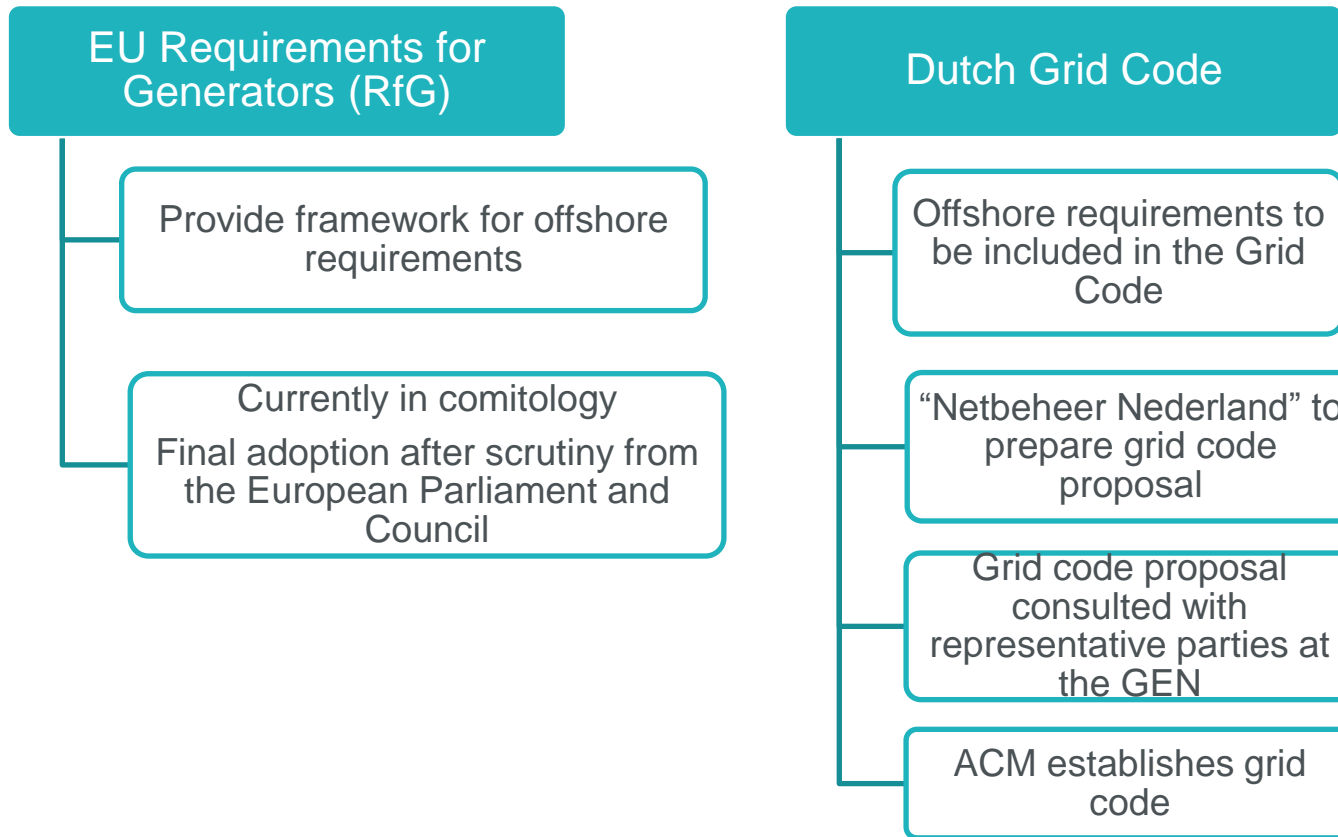 EU Requirements for
Generators (RfG)
Provide framework for offshore
requirements
Currently in comitology
Final adoption after scrutiny from
the European Parliament and
Council
Dutch Grid Code
Offshore requirements to
be included in the Grid
Code
“Netbeheer Nederland” to
prepare grid code
proposal
Grid code proposal
consulted with
representative parties at
the GEN
ACM establishes grid
code